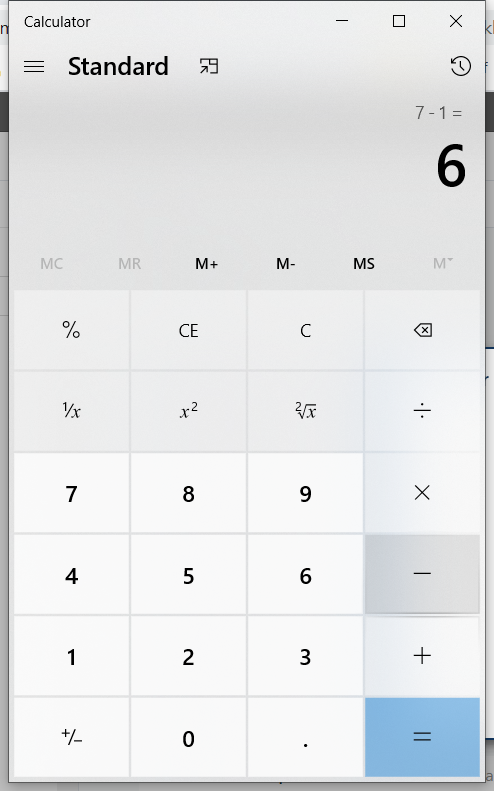 Calculator
Standard
7 - 1 =
6
MC MR M+ M- MS M˅
% CE C
¹/x x² ²√x ÷
7 8 9 ×
4 5 6 −
1 2 3 +
+/− 0 . =